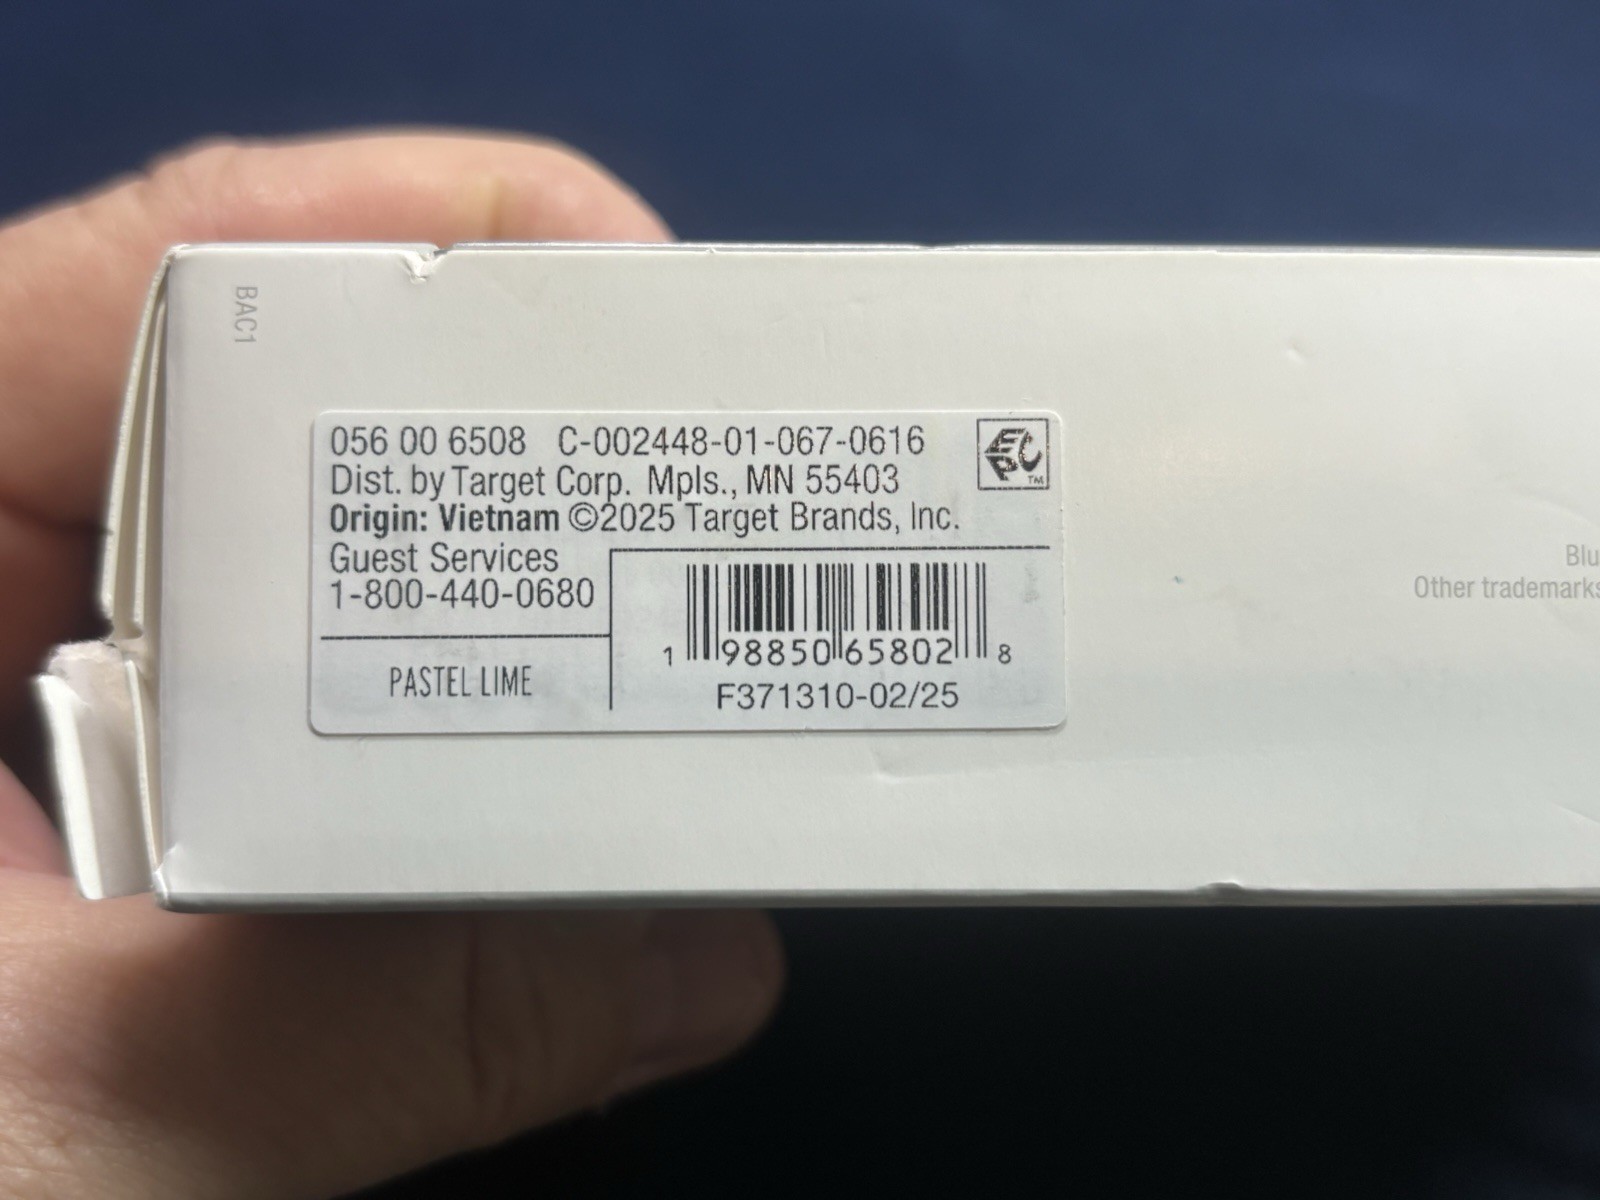 BAC1
056 00 6508 C-002448-01-067-0616
Dist. by Target Corp. Mpls., MN 55403
Origin: Vietnam ©2025 Target Brands, Inc.
Guest Services
1-800-440-0680
PASTEL LIME
EPC™
1 98850 65802 8
F371310-02/25
Blu
Other trademarks